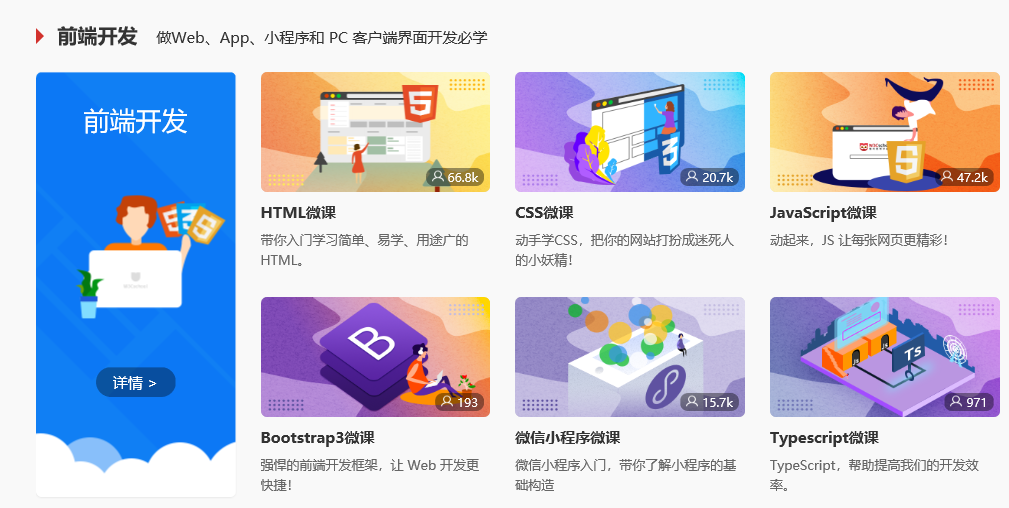 前端开发 做Web、App、小程序和 PC 客户端界面开发必学
前端开发
详情 >
66.8k
20.7k
47.2k
HTML微课
CSS微课
JavaScript微课
带你入门学习简单、易学、用途广的
HTML。
动手学CSS，把你的网站打扮成迷死人
的小妖精！
动起来，JS 让每张网页更精彩！
B
TS
193
15.7k
971
Bootstrap3微课
微信小程序微课
Typescript微课
强悍的前端开发框架，让 Web 开发更
快捷！
微信小程序入门，带你了解小程序的基
础构造
TypeScript，帮助提高我们的开发效
率。